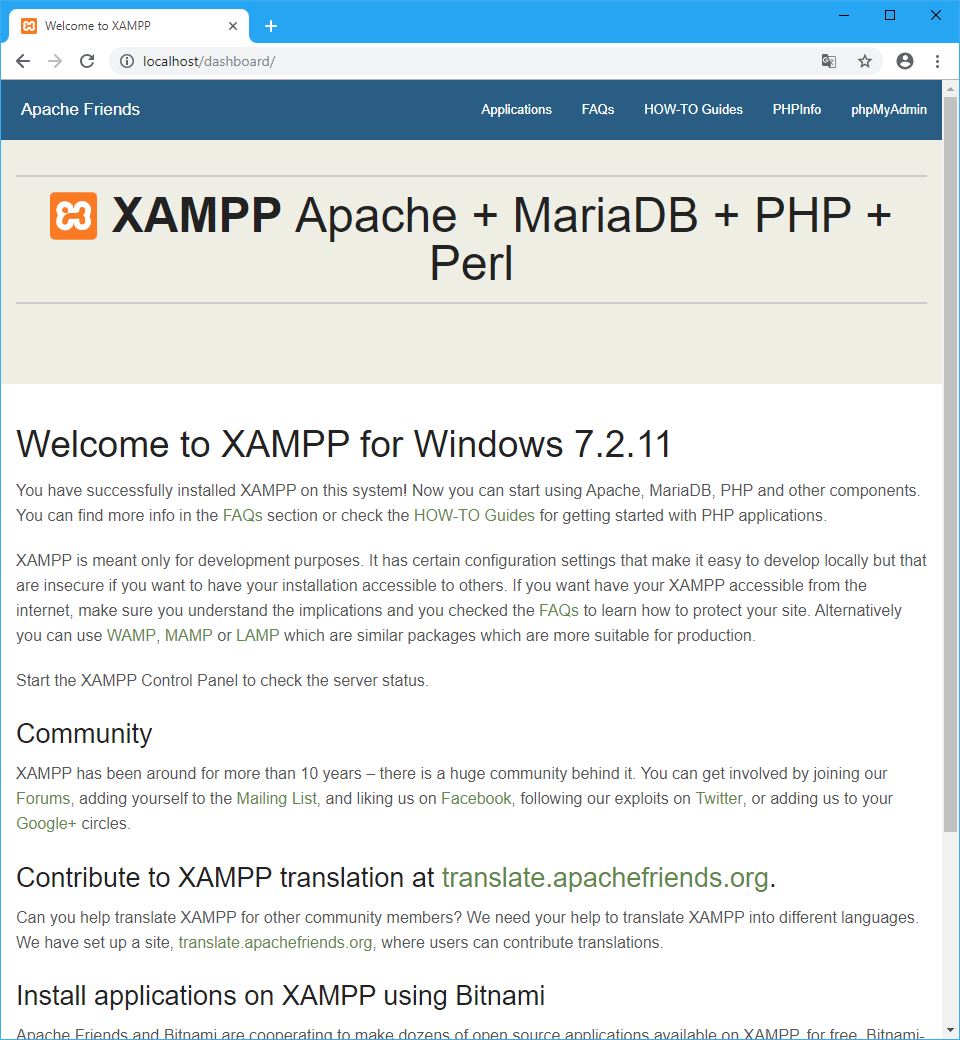 Welcome to XAMPP
localhost/dashboard/
Apache Friends
Applications
FAQs
HOW-TO Guides
PHPInfo
phpMyAdmin
XAMPP Apache + MariaDB + PHP +
Perl
Welcome to XAMPP for Windows 7.2.11
You have successfully installed XAMPP on this system! Now you can start using Apache, MariaDB, PHP and other components.
You can find more info in the FAQs section or check the HOW-TO Guides for getting started with PHP applications.
XAMPP is meant only for development purposes. It has certain configuration settings that make it easy to develop locally but that
are insecure if you want to have your installation accessible to others. If you want have your XAMPP accessible from the
internet, make sure you understand the implications and you checked the FAQs to learn how to protect your site. Alternatively
you can use WAMP, MAMP or LAMP which are similar packages which are more suitable for production.
Start the XAMPP Control Panel to check the server status.
Community
XAMPP has been around for more than 10 years – there is a huge community behind it. You can get involved by joining our
Forums, adding yourself to the Mailing List, and liking us on Facebook, following our exploits on Twitter, or adding us to your
Google+ circles.
Contribute to XAMPP translation at translate.apachefriends.org.
Can you help translate XAMPP for other community members? We need your help to translate XAMPP into different languages.
We have set up a site, translate.apachefriends.org, where users can contribute translations.
Install applications on XAMPP using Bitnami
Apache Friends and Bitnami are cooperating to make dozens of open source applications available on XAMPP, for free. Bitnami-